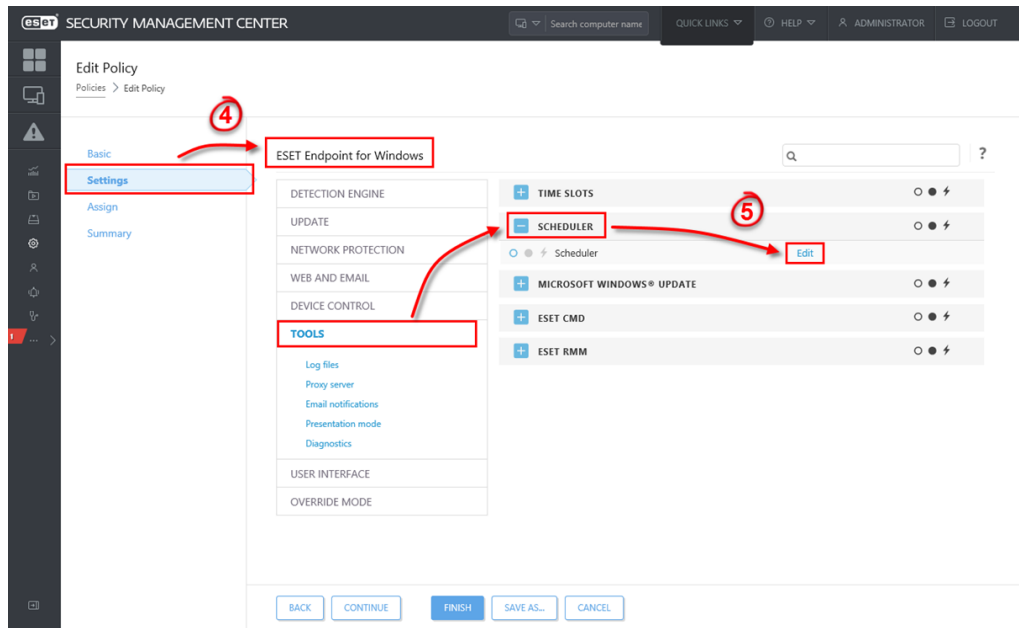 eseT SECURITY MANAGEMENT CENTER
Search computer name
QUICK LINKS
HELP
ADMINISTRATOR
LOGOUT
Edit Policy
Policies > Edit Policy
4
Basic
Settings
Assign
Summary
ESET Endpoint for Windows
?
DETECTION ENGINE
UPDATE
NETWORK PROTECTION
WEB AND EMAIL
DEVICE CONTROL
TOOLS
Log files
Proxy server
Email notifications
Presentation mode
Diagnostics
USER INTERFACE
OVERRIDE MODE
TIME SLOTS
5
SCHEDULER
Scheduler Edit
MICROSOFT WINDOWS® UPDATE
ESET CMD
ESET RMM
1
...
BACK
CONTINUE
FINISH
SAVE AS...
CANCEL